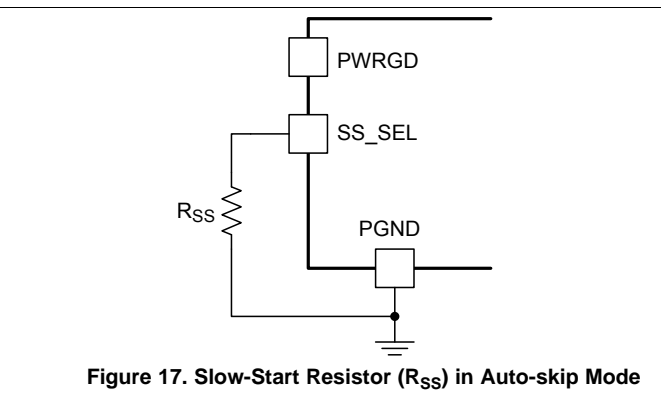 PWRGD
SS_SEL
RSS
PGND
Figure 17. Slow-Start Resistor (RSS) in Auto-skip Mode